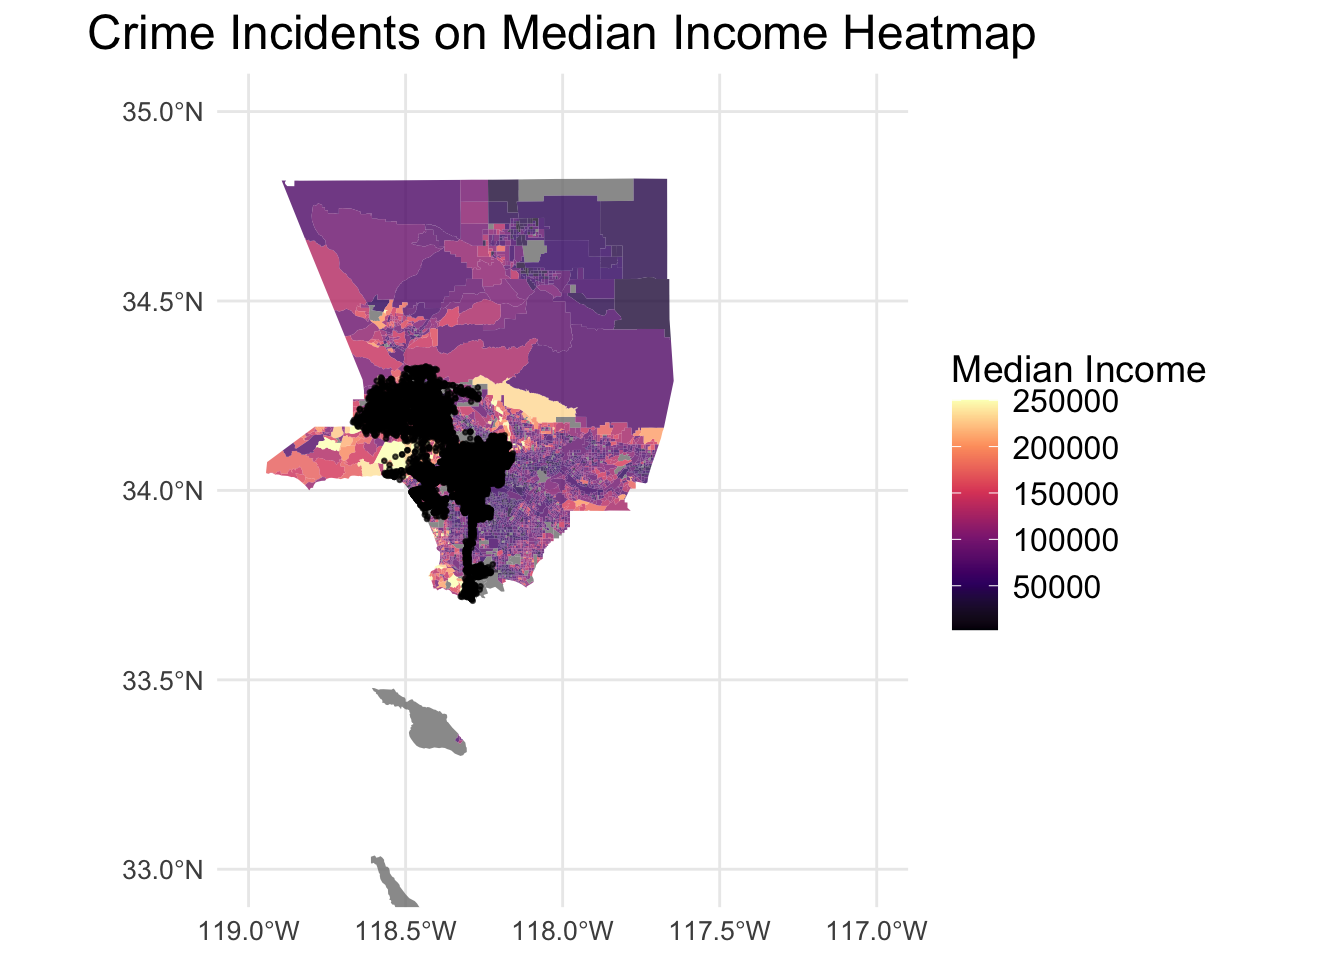 Crime Incidents on Median Income Heatmap
35.0°N
34.5°N
34.0°N
33.5°N
33.0°N
119.0°W 118.5°W 118.0°W 117.5°W 117.0°W
Median Income
250000
200000
150000
100000
50000